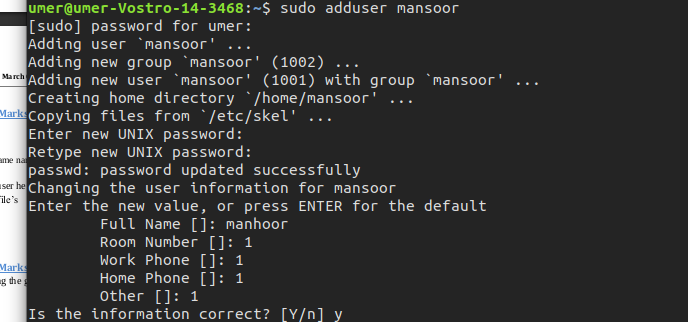 umer@umer-Vostro-14-3468:~$ sudo adduser mansoor
[sudo] password for umer:
Adding user `mansoor' ...
Adding new group `mansoor' (1002) ...
Adding new user `mansoor' (1001) with group `mansoor' ...
Creating home directory `/home/mansoor' ...
Copying files from `/etc/skel' ...
Enter new UNIX password:
Retype new UNIX password:
passwd: password updated successfully
Changing the user information for mansoor
Enter the new value, or press ENTER for the default
Full Name []: manhoor
Room Number []: 1
Work Phone []: 1
Home Phone []: 1
Other []: 1
Is the information correct? [Y/n] y
March
Marks
Marks